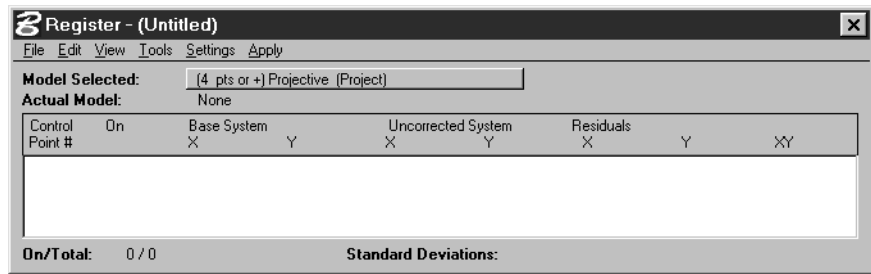 Register - (Untitled)
File Edit View Tools Settings Apply
Model Selected: (4 pts or +) Projective (Project)
Actual Model: None
Control On Base System Uncorrected System Residuals
Point # X Y X Y X Y XY
On/Total: 0 / 0 Standard Deviations: